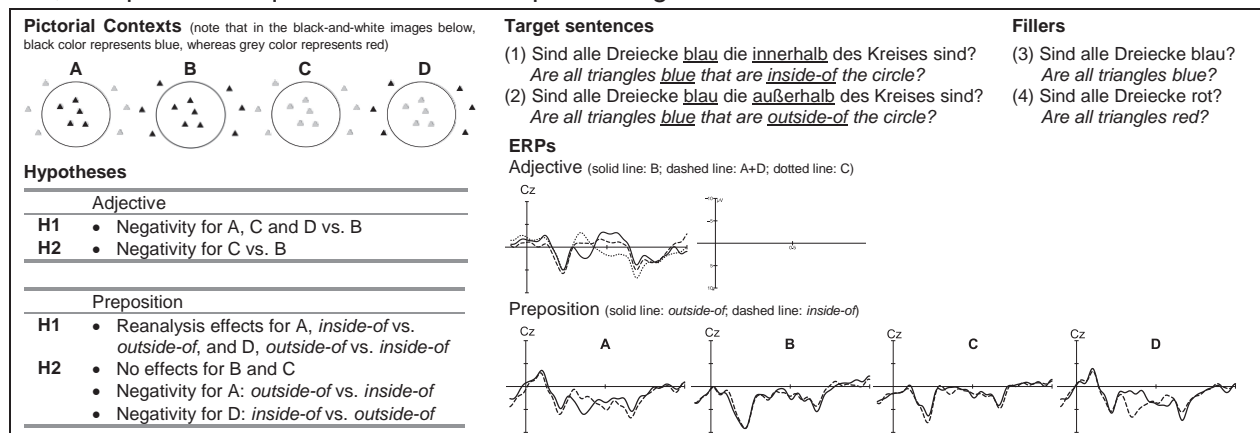 Pictorial Contexts (note that in the black-and-white images below,
black color represents blue, whereas grey color represents red)
A B C D
Hypotheses
Adjective
H1 • Negativity for A, C and D vs. B
H2 • Negativity for C vs. B
Preposition
H1 • Reanalysis effects for A, inside-of vs.
outside-of, and D, outside-of vs. inside-of
H2 • No effects for B and C
• Negativity for A: outside-of vs. inside-of
• Negativity for D: inside-of vs. outside-of
Target sentences
(1) Sind alle Dreiecke blau die innerhalb des Kreises sind?
Are all triangles blue that are inside-of the circle?
(2) Sind alle Dreiecke blau die außerhalb des Kreises sind?
Are all triangles blue that are outside-of the circle?
Fillers
(3) Sind alle Dreiecke blau?
Are all triangles blue?
(4) Sind alle Dreiecke rot?
Are all triangles red?
ERPs
Adjective (solid line: B; dashed line: A+D; dotted line: C)
Cz
Preposition (solid line: outside-of; dashed line: inside-of)
Cz A Cz B Cz C Cz D